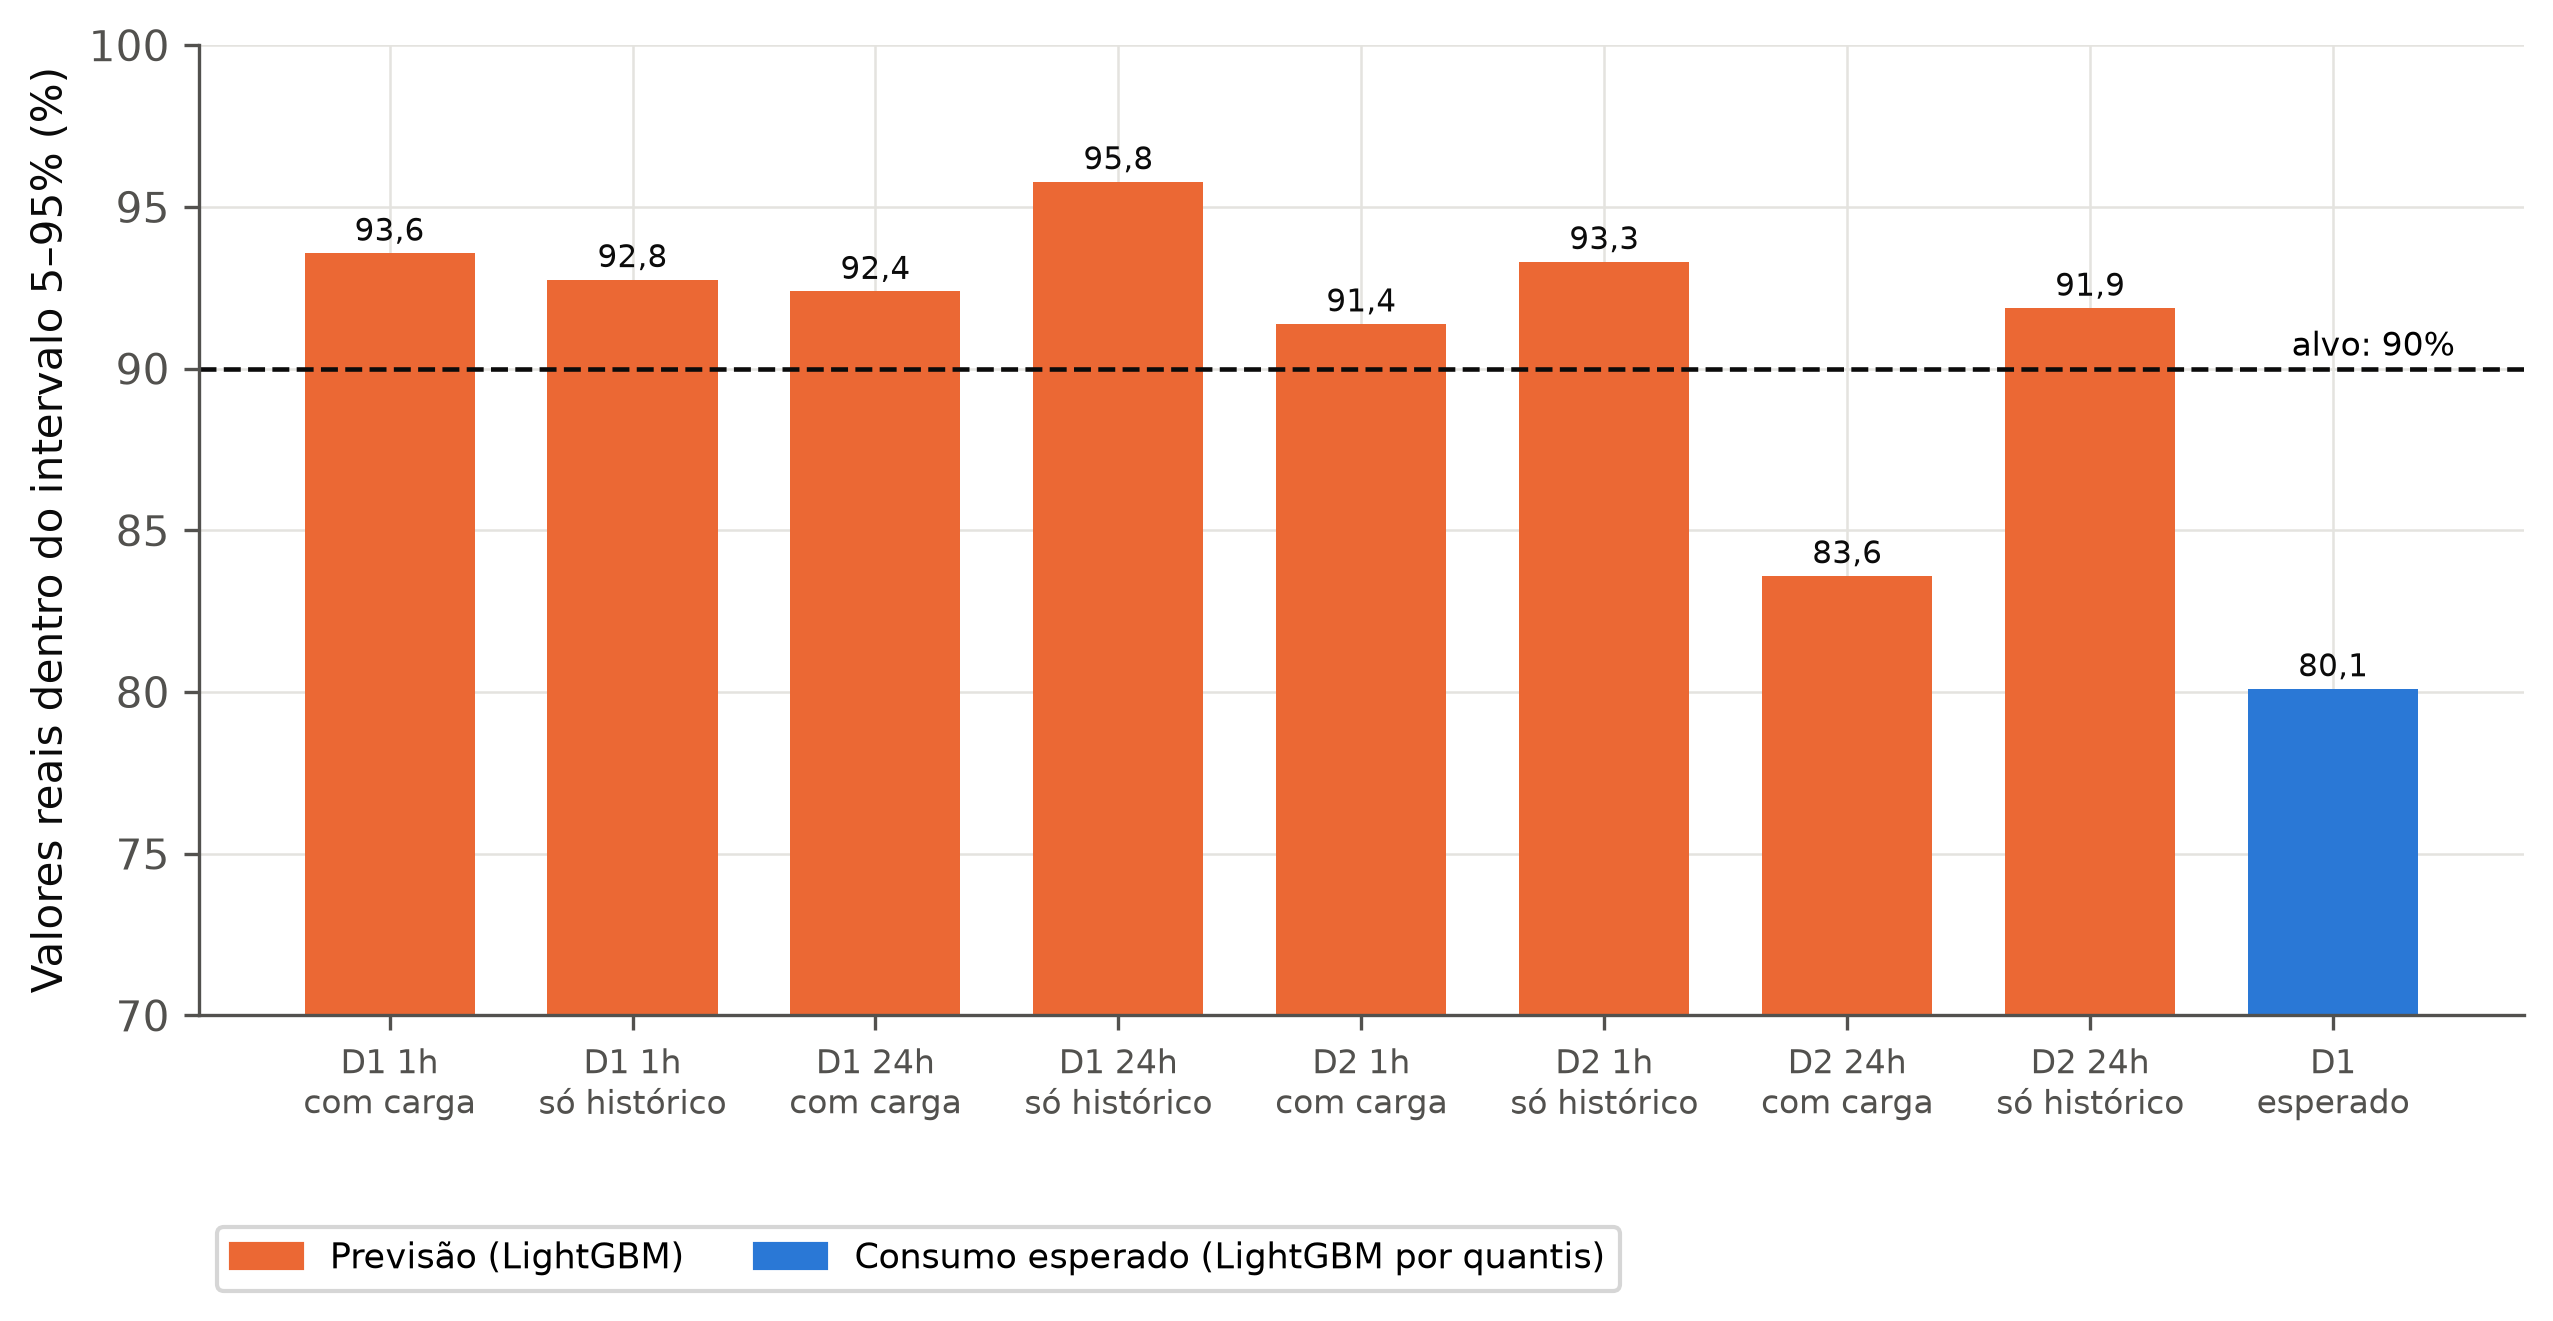 Valores reais dentro do intervalo 5–95% (%)
100
95
90
85
80
75
70
93,6
92,8
92,4
95,8
91,4
93,3
83,6
91,9
80,1
alvo: 90%
D1 1h
com carga
D1 1h
só histórico
D1 24h
com carga
D1 24h
só histórico
D2 1h
com carga
D2 1h
só histórico
D2 24h
com carga
D2 24h
só histórico
D1
esperado
Previsão (LightGBM)
Consumo esperado (LightGBM por quantis)